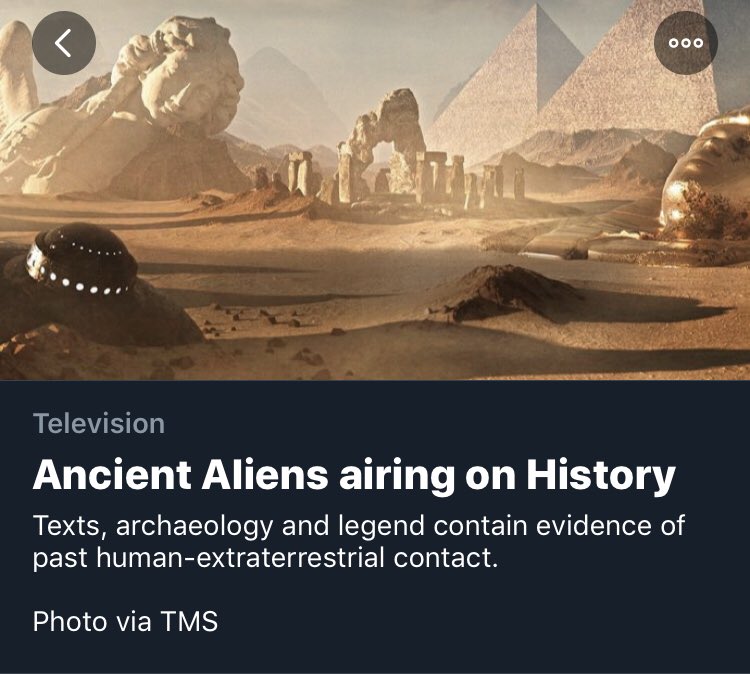 Television
Ancient Aliens airing on History
Texts, archaeology and legend contain evidence of
past human-extraterrestrial contact.
Photo via TMS